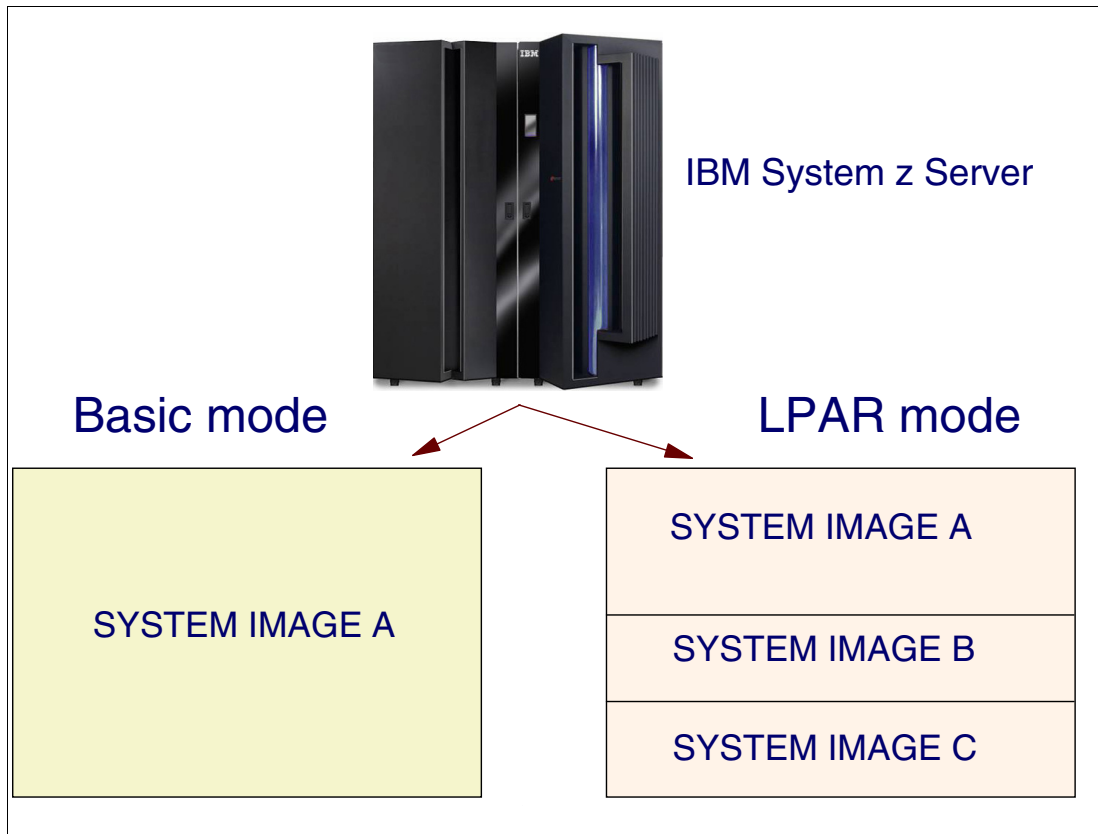 IBM
IBM System z Server
Basic mode
LPAR mode
SYSTEM IMAGE A
SYSTEM IMAGE A
SYSTEM IMAGE B
SYSTEM IMAGE C